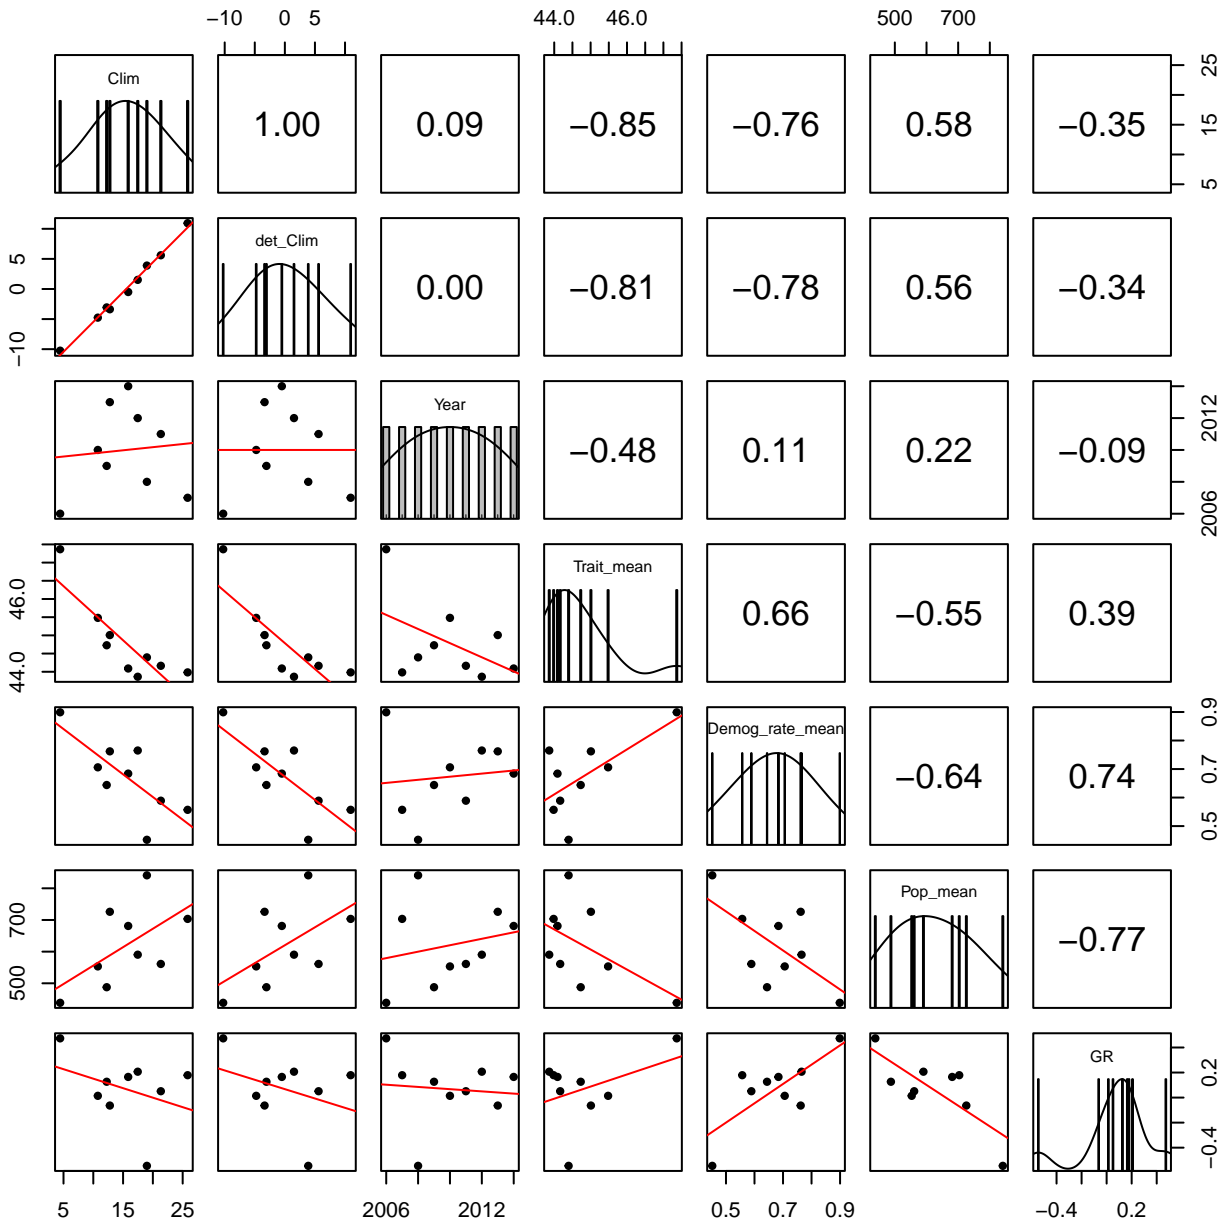 −10 0 5 44.0 46.0 500 700
Clim 1.00 0.09 −0.85 −0.76 0.58 −0.35 5 15 25
−10 0 5 det_Clim 0.00 −0.81 −0.78 0.56 −0.34
Year −0.48 0.11 0.22 −0.09 2006 2012
44.0 46.0 Trait_mean 0.66 −0.55 0.39
Demog_rate_mean −0.64 0.74 0.5 0.7 0.9
500 700 Pop_mean −0.77
GR −0.4 0.2
5 15 25 2006 2012 0.5 0.7 0.9 −0.4 0.2